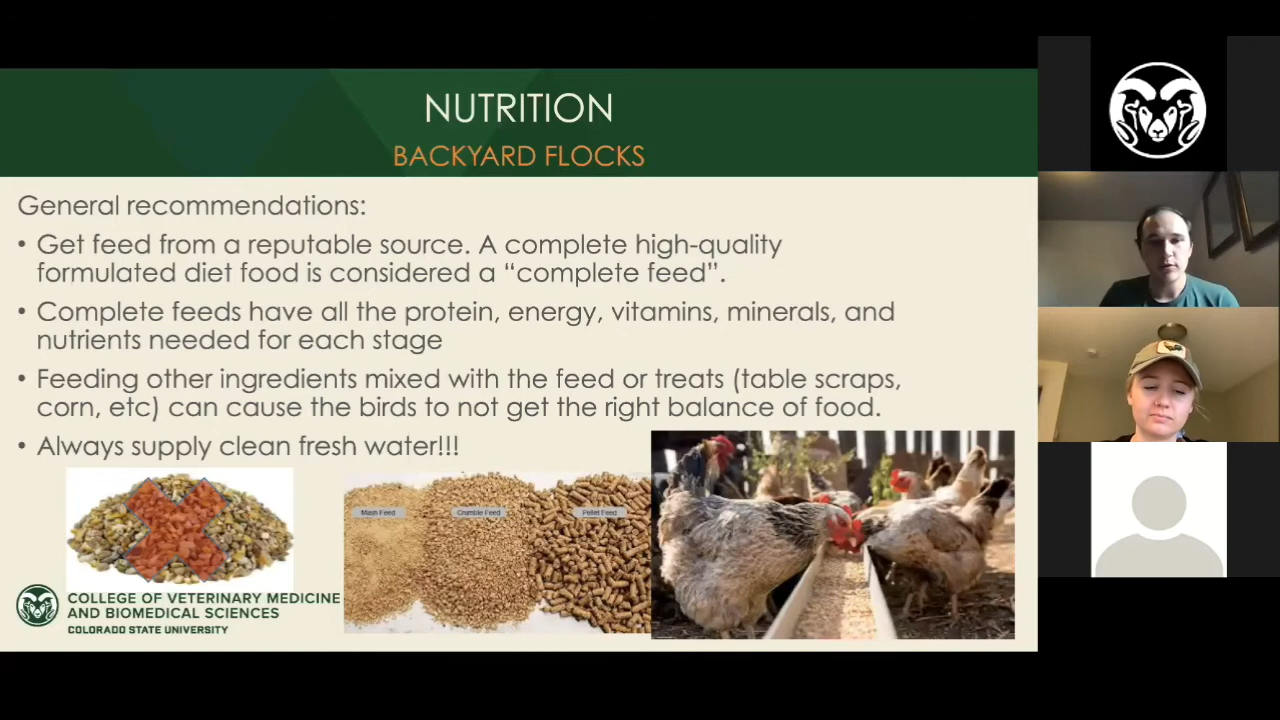 NUTRITION
BACKYARD FLOCKS
General recommendations:
• Get feed from a reputable source. A complete high-quality
formulated diet food is considered a “complete feed”.
• Complete feeds have all the protein, energy, vitamins, minerals, and
nutrients needed for each stage
• Feeding other ingredients mixed with the feed or treats (table scraps,
corn, etc) can cause the birds to not get the right balance of food.
• Always supply clean fresh water!!!
Mash Feed
Crumble Feed
Pellet Feed
COLLEGE OF VETERINARY MEDICINE
AND BIOMEDICAL SCIENCES
COLORADO STATE UNIVERSITY